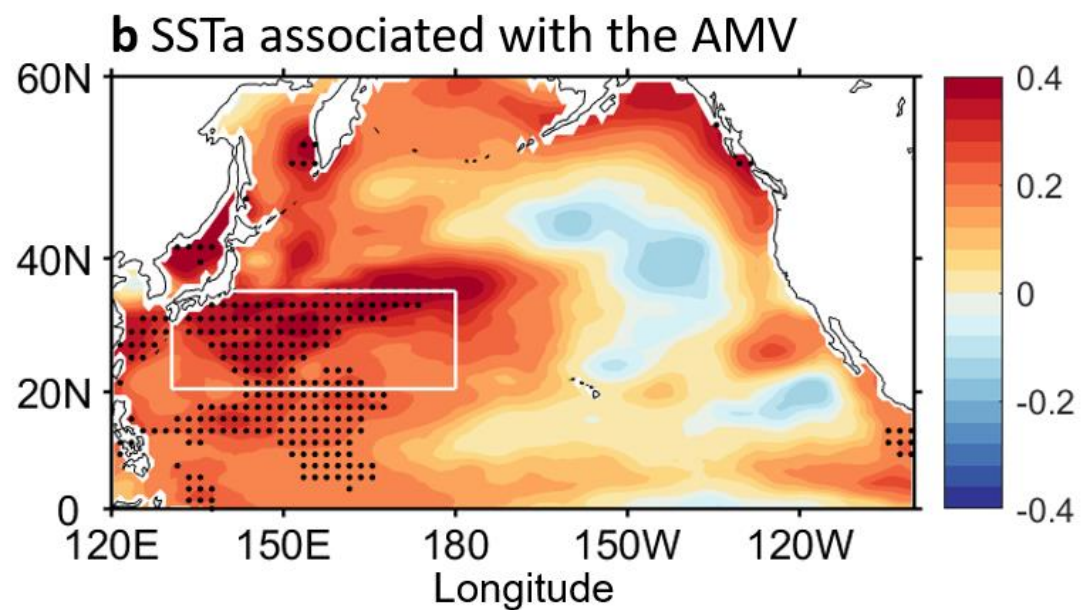 b SSTa associated with the AMV
60N
40N
20N
0
120E 150E 180 150W 120W
Longitude
0.4
0.2
0
-0.2
-0.4